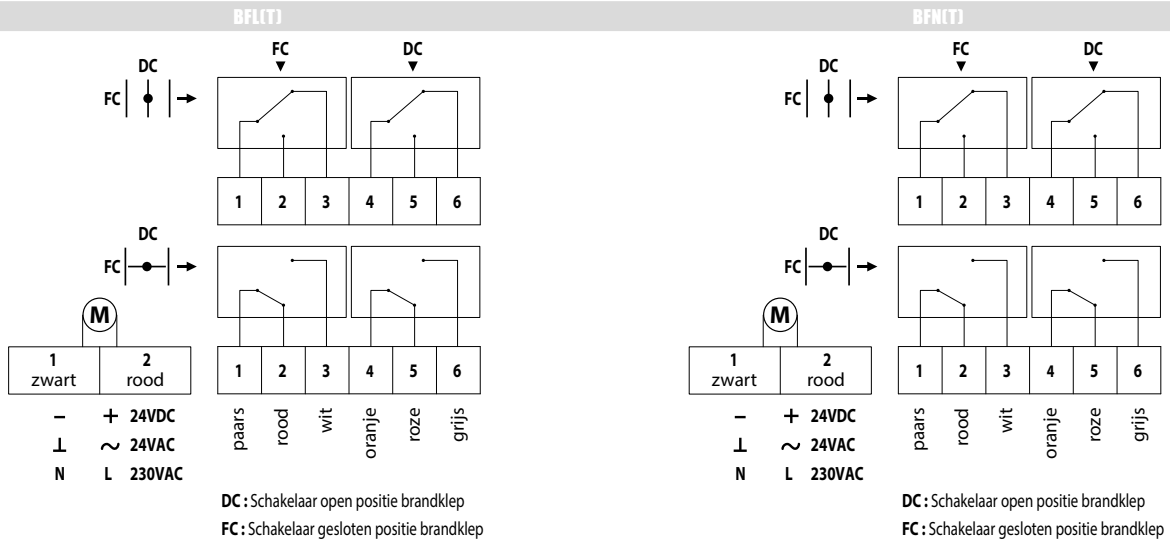 BFL(T)
FC DC
DC
FC
1 2 3 4 5 6
DC
FC
M
1 2
zwart rood
1 2 3 4 5 6
– + 24VDC
⊥ ~ 24VAC
N L 230VAC
paars rood wit oranje roze grijs
DC : Schakelaar open positie brandklep
FC : Schakelaar gesloten positie brandklep
BFN(T)
FC DC
DC
FC
1 2 3 4 5 6
DC
FC
M
1 2
zwart rood
1 2 3 4 5 6
– + 24VDC
⊥ ~ 24VAC
N L 230VAC
paars rood wit oranje roze grijs
DC : Schakelaar open positie brandklep
FC : Schakelaar gesloten positie brandklep